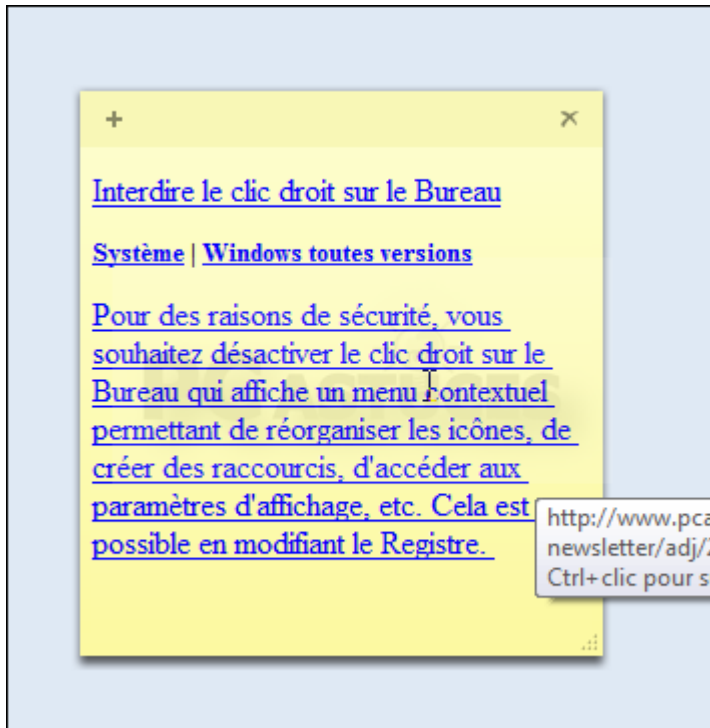 Interdire le clic droit sur le Bureau
Système | Windows toutes versions
Pour des raisons de sécurité, vous
souhaitez désactiver le clic droit sur le
Bureau qui affiche un menu contextuel
permettant de réorganiser les icônes, de
créer des raccourcis, d'accéder aux
paramètres d'affichage, etc. Cela est
possible en modifiant le Registre.
PC ASTUCES
http://www.pca
newsletter/adj/
Ctrl+clic pour s